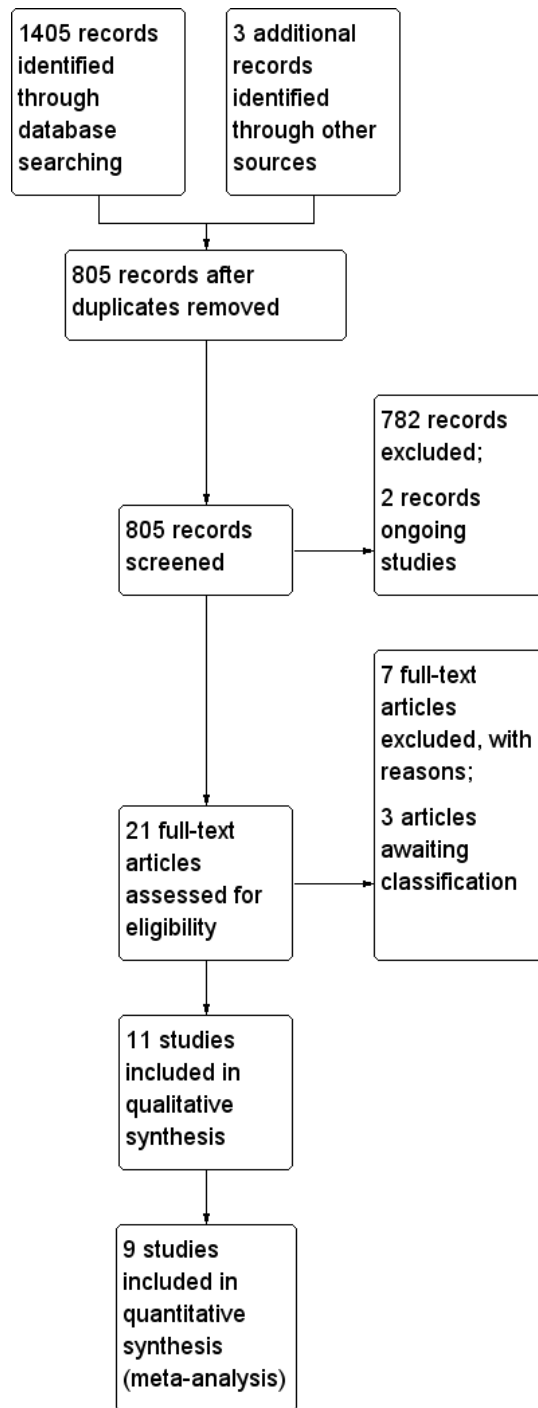 1405 records
identified
through
database
searching
3 additional
records
identified
through other
sources
805 records after
duplicates removed
782 records
excluded;
2 records
ongoing
studies
805 records
screened
7 full-text
articles
excluded, with
reasons;
3 articles
awaiting
classification
21 full-text
articles
assessed for
eligibility
11 studies
included in
qualitative
synthesis
9 studies
included in
quantitative
synthesis
(meta-analysis)